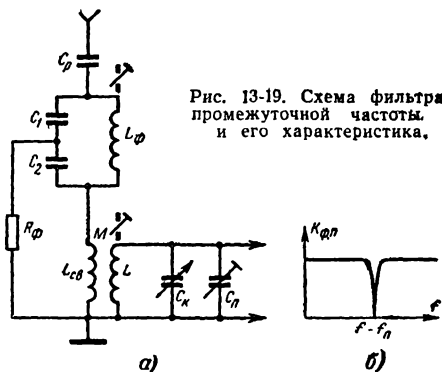 Cр
C1
C2
Lф
Rф
M
Lсв
L
Cк
Cп
а)
Рис. 13-19. Схема фильтра
промежуточной частоты
и его характеристика.
Kф.п
f - fп
f
б)